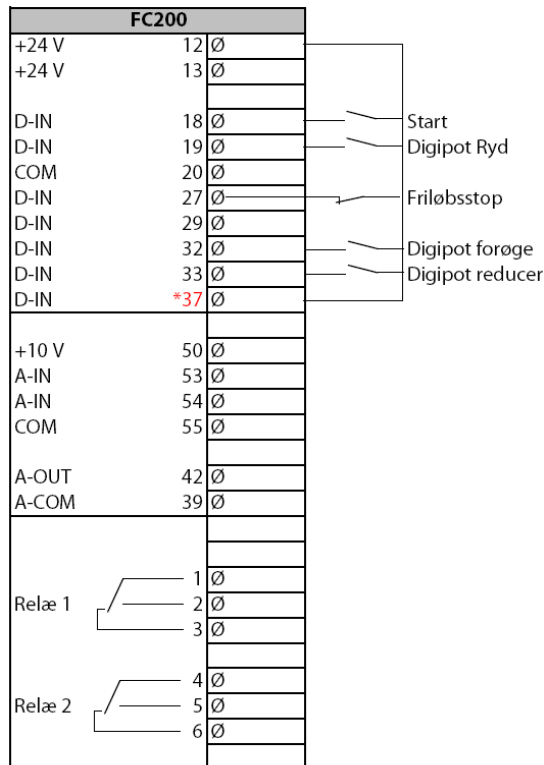 FC200
+24 V 12 Ø
+24 V 13 Ø
D-IN 18 Ø Start
D-IN 19 Ø Digipot Ryd
COM 20 Ø
D-IN 27 Ø Friløbsstop
D-IN 29 Ø
D-IN 32 Ø Digipot forøge
D-IN 33 Ø Digipot reducer
D-IN *37 Ø
+10 V 50 Ø
A-IN 53 Ø
A-IN 54 Ø
COM 55 Ø
A-OUT 42 Ø
A-COM 39 Ø
1 Ø
Relæ 1 2 Ø
3 Ø
4 Ø
Relæ 2 5 Ø
6 Ø